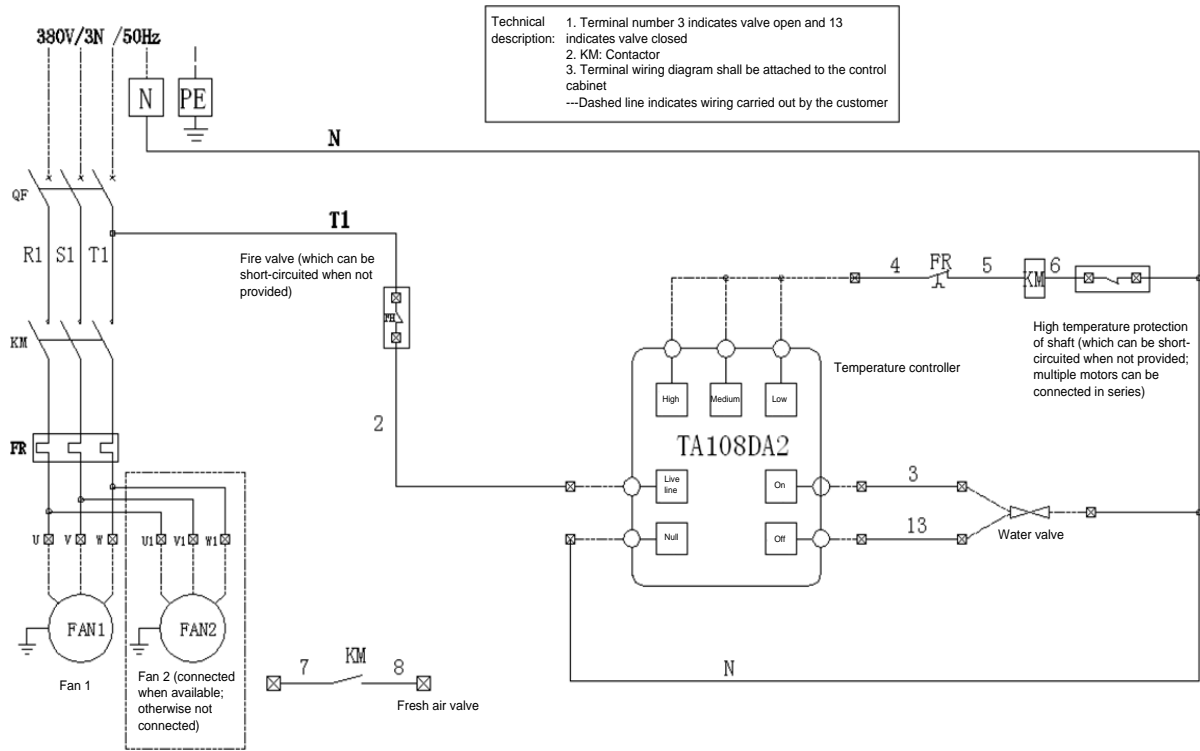 380V/3N /50Hz
Technical description:
1. Terminal number 3 indicates valve open and 13
indicates valve closed
2. KM: Contactor
3. Terminal wiring diagram shall be attached to the control
cabinet
---Dashed line indicates wiring carried out by the customer
N
PE
N
QF
T1
R1
S1
T1
Fire valve (which can be
short-circuited when not
provided)
4
FR
5
KM
6
FH
KM
High temperature protection
of shaft (which can be short-
circuited when not provided;
multiple motors can be
connected in series)
Temperature controller
High
Medium
Low
2
FR
TA108DA2
Live
line
On
3
Null
Off
13
Water valve
U
V
W
U1
V1
W1
FAN1
FAN2
Fan 1
Fan 2 (connected
when available;
otherwise not
connected)
7
KM
8
Fresh air valve
N